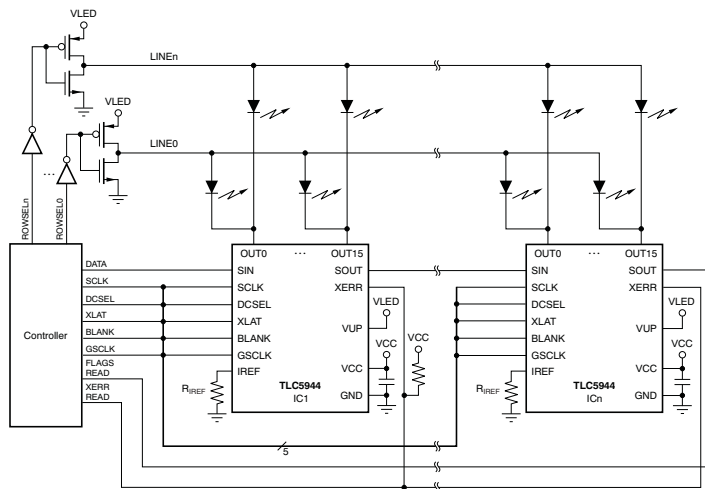 VLED
LINEn
VLED
LINE0
...
ROWSELn
ROWSEL0
OUT0 ... OUT15
OUT0 ... OUT15
Controller
DATA
SCLK
DCSEL
XLAT
BLANK
GSCLK
FLAGS
READ
XERR
READ
SIN
SCLK
DCSEL
XLAT
BLANK
GSCLK
IREF
SOUT
XERR
VUP
VCC
GND
TLC5944
IC1
RIREF
VLED
VCC
VCC
SIN
SCLK
DCSEL
XLAT
BLANK
GSCLK
IREF
SOUT
XERR
VUP
VCC
GND
TLC5944
ICn
RIREF
VLED
VCC
5